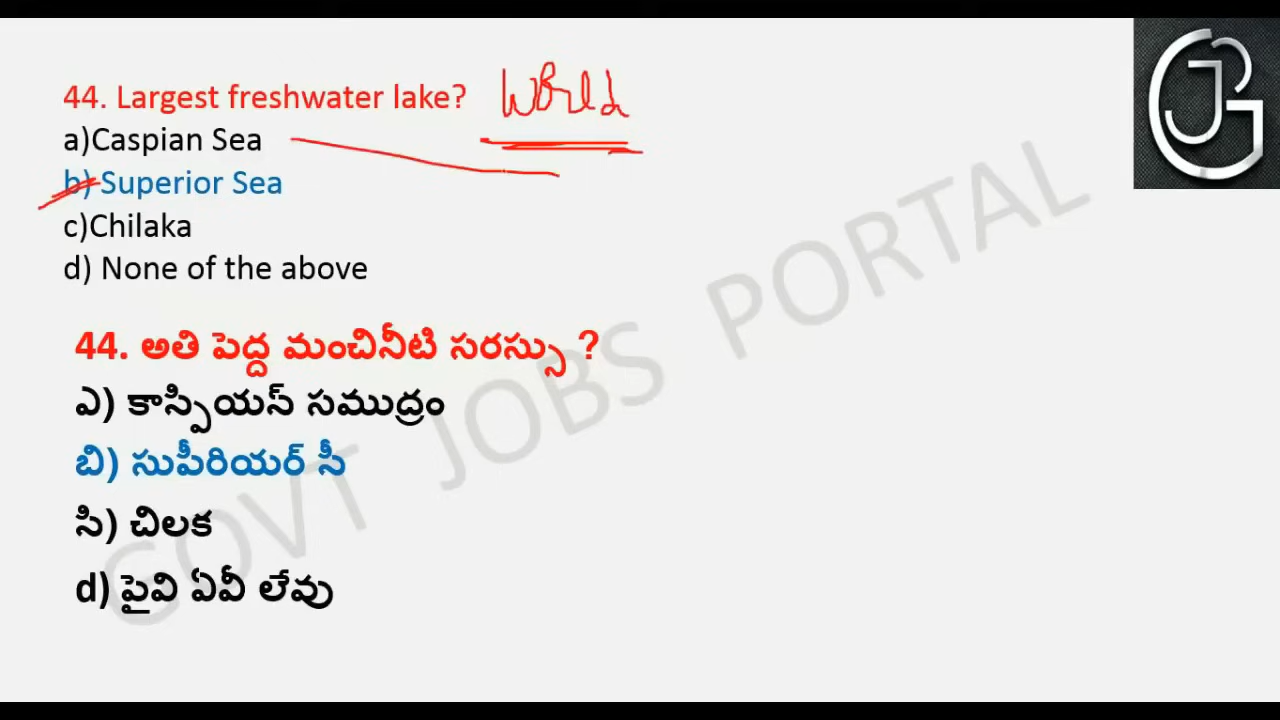 44. Largest freshwater lake? World
a)Caspian Sea
b) Superior Sea
c)Chilaka
d) None of the above
44. అతి పెద్ద మంచినీటి సరస్సు ?
ఎ) కాస్పియన్ సముద్రం
బి) సుపీరియర్ సీ
సి) చిలక
d) పైవి ఏవీ లేవు
GOVT JOBS PORTAL
GJ